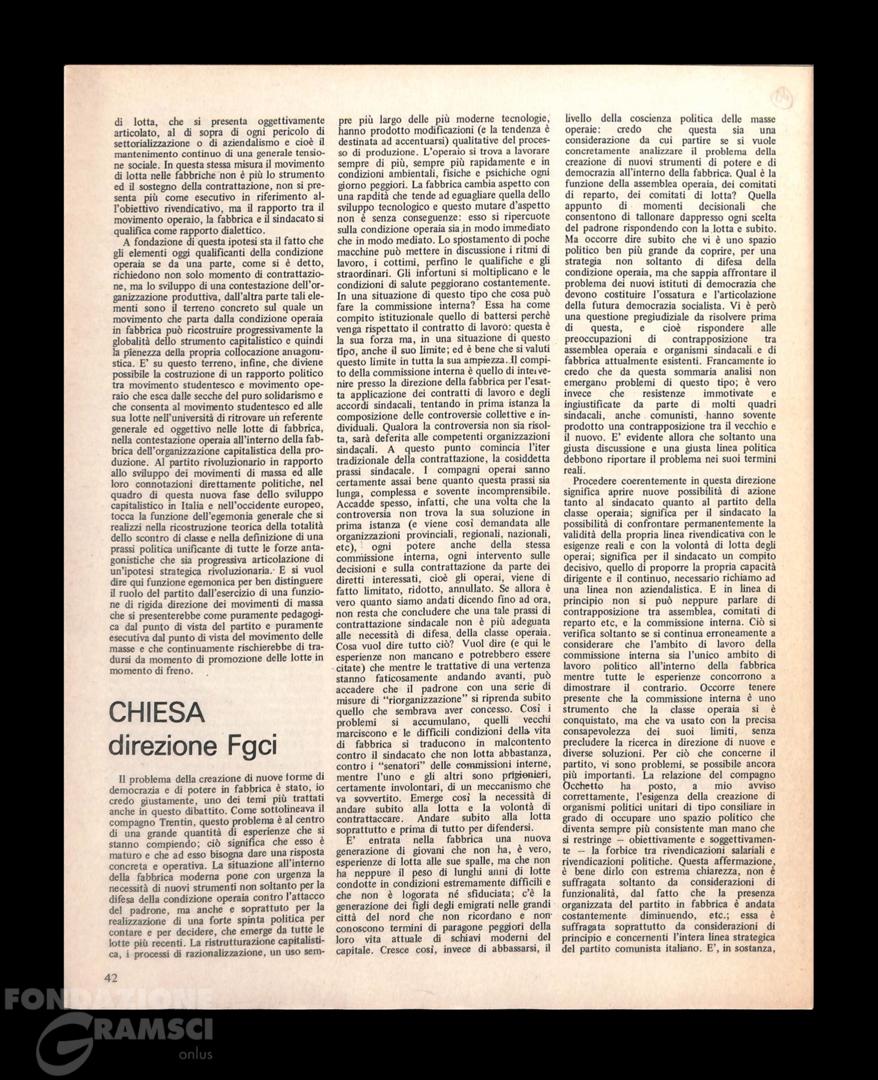 di lotta, che si presenta oggettivamente
articolato, al di sopra di ogni pericolo di
settorializzazione o di aziendalismo e cioè il
mantenimento continuo di una generale tensio-
ne sociale. In questa stessa misura il movimento
di lotta nelle fabbriche non è più lo strumento
ed il sostegno della contrattazione, non si pre-
senta più come esecutivo in riferimento al-
l'obiettivo rivendicativo, ma il rapporto tra il
movimento operaio, la fabbrica e il sindacato si
qualifica come rapporto dialettico.
A fondazione di questa ipotesi sta il fatto che
gli elementi oggi qualificanti della condizione
operaia se da una parte, come si è detto,
richiedono non solo momento di contrattazio-
ne, ma lo sviluppo di una contestazione dell'or-
ganizzazione produttiva, dall'altra parte tali ele-
menti sono il terreno concreto sul quale un
movimento che parta dalla condizione operaia
in fabbrica può ricostruire progressivamente la
globalità dello strumento capitalistico e quindi
la pienezza della propria collocazione antagoni-
stica. E' su questo terreno, infine, che diviene
possibile la costruzione di un rapporto politico
tra movimento studentesco e movimento ope-
raio che esca dalle secche del puro solidarismo e
che consenta al movimento studentesco ed alle
sua lotte nell'università di ritrovare un referente
generale ed oggettivo nelle lotte di fabbrica,
nella contestazione operaia all'interno della fab-
brica dell'organizzazione capitalistica della pro-
duzione. Al partito rivoluzionario in rapporto
allo sviluppo dei movimenti di massa ed alle
loro connotazioni direttamente politiche, nel
quadro di questa nuova fase dello sviluppo
capitalistico in Italia e nell'occidente europeo,
tocca la funzione dell'egemonia generale che si
realizzi nella ricostruzione teorica della totalità
dello scontro di classe e nella definizione di una
prassi politica unificante di tutte le forze anta-
gonistiche che sia progressiva articolazione di
un'ipotesi strategica rivoluzionaria. E si vuol
dire qui funzione egemonica per ben distinguere
il ruolo del partito dall'esercizio di una funzio-
ne di rigida direzione dei movimenti di massa
che si presenterebbe come puramente pedagogi-
ca dal punto di vista del partito e puramente
esecutiva dal punto di vista del movimento delle
masse e che continuamente rischierebbe di tra-
dursi da momento di promozione delle lotte in
momento di freno.
CHIESA
direzione Fgci
Il problema della creazione di nuove forme di
democrazia e di potere in fabbrica è stato, io
credo giustamente, uno dei temi più trattati
anche in questo dibattito. Come sottolineava il
compagno Trentin, questo problema è al centro
di una grande quantità di esperienze che si
stanno compiendo; ciò significa che esso è
maturo e che ad esso bisogna dare una risposta
concreta e operativa. La situazione all'interno
della fabbrica moderna pone con urgenza la
necessità di nuovi strumenti non soltanto per la
difesa della condizione operaia contro l'attacco
del padrone, ma anche e soprattutto per la
realizzazione di una forte spinta politica per
contare e per decidere, che emerge da tutte le
lotte più recenti. La ristrutturazione capitalisti-
ca, i processi di razionalizzazione, un uso sem-
pre più largo delle più moderne tecnologie,
hanno prodotto modificazioni (e la tendenza è
destinata ad accentuarsi) qualitative del proces-
so di produzione. L'operaio si trova a lavorare
sempre di più, sempre più rapidamente e in
condizioni ambientali, fisiche e psichiche ogni
giorno peggiori. La fabbrica cambia aspetto con
una rapdità che tende ad eguagliare quella dello
sviluppo tecnologico e questo mutare d'aspetto
non è senza conseguenze: esso si ripercuote
sulla condizione operaia sia in modo immediato
che in modo mediato. Lo spostamento di poche
macchine può mettere in discussione i ritmi di
lavoro, i cottimi, perfino le qualifiche e gli
straordinari. Gli infortuni si moltiplicano e le
condizioni di salute peggiorano costantemente.
In una situazione di questo tipo che cosa può
fare la commissione interna? Essa ha come
compito istituzionale quello di battersi perchè
venga rispettato il contratto di lavoro: questa è
la sua forza ma, in una situazione di questo
tipo, anche il suo limite; ed è bene che si valuti
questo limite in tutta la sua ampiezza. Il compi-
to della commissione interna è quello di interve-
nire presso la direzione della fabbrica per l'esat-
ta applicazione dei contratti di lavoro e degli
accordi sindacali, tentando in prima istanza la
composizione delle controversie collettive e in-
dividuali. Qualora la controversia non sia risol-
ta, sarà deferita alle competenti organizzazioni
sindacali. A questo punto comincia l'iter
tradizionale della contrattazione, la cosiddetta
prassi sindacale. I compagni operai sanno
certamente assai bene quanto questa prassi sia
lunga, complessa e sovente incomprensibile.
Accade spesso, infatti, che una volta che la
controversia non trova la sua soluzione in
prima istanza (e viene così demandata alle
organizzazioni provinciali, regionali, nazionali,
etc), ogni potere anche della stessa
commissione interna, ogni intervento sulle
decisioni e sulla contrattazione da parte dei
diretti interessati, cioè gli operai, viene di
fatto limitato, ridotto, annullato. Se allora è
vero quanto siamo andati dicendo fino ad ora,
non resta che concludere che una tale prassi di
contrattazione sindacale non è più adeguata
alle necessità di difesa della classe operaia.
Cosa vuol dire tutto ciò? Vuol dire (e qui le
esperienze non mancano e potrebbero essere
citate) che mentre le trattative di una vertenza
stanno faticosamente andando avanti, può
accadere che il padrone con una serie di
misure di "riorganizzazione" si riprenda subito
quello che sembrava aver concesso. Così i
problemi si accumulano, quelli vecchi
marciscono e le difficili condizioni della vita
di fabbrica si traducono in malcontento
contro il sindacato che non lotta abbastanza,
contro i "senatori" delle commissioni interne,
mentre l'uno e gli altri sono prigionieri,
certamente involontari, di un meccanismo che
va sovvertito. Emerge così la necessità di
andare subito alla lotta e la volontà di
contrattaccare. Andare subito alla lotta
soprattutto e prima di tutto per difendersi.
E' entrata nella fabbrica una nuova
generazione di giovani che non ha, è vero,
esperienze di lotta alle sue spalle, ma che non
ha neppure il peso di lunghi anni di lotte
condotte in condizioni estremamente difficili e
che non è logorata né sfiduciata; c'è la
generazione dei figli degli emigrati nelle grandi
città del nord che non ricordano e non
conoscono termini di paragone peggiori della
loro vita attuale di schiavi moderni del
capitale. Cresce così, invece di abbassarsi, il
livello della coscienza politica delle masse
operaie: credo che questa sia una
considerazione da cui partire se si vuole
concretamente analizzare il problema della
creazione di nuovi strumenti di potere e di
democrazia all'interno della fabbrica. Qual è la
funzione della assemblea operaia, dei comitati
di reparto, dei comitati di lotta? Quella
appunto di momenti decisionali che
consentono di tallonare dappresso ogni scelta
del padrone rispondendo con la lotta e subito.
Ma occorre dire subito che vi è uno spazio
politico ben più grande da coprire, per una
strategia non soltanto di difesa della
condizione operaia, ma che sappia affrontare il
problema dei nuovi istituti di democrazia che
devono costituire l'ossatura e l'articolazione
della futura democrazia socialista. Vi è però
una questione pregiudiziale da risolvere prima
di questa, e cioè rispondere alle
preoccupazioni di contrapposizione tra
assemblea operaia e organismi sindacali e di
fabbrica attualmente esistenti. Francamente io
credo che da questa sommaria analisi non
emergano problemi di questo tipo; è vero
invece che resistenze immotivate e
ingiustificate da parte di molti quadri
sindacali, anche comunisti, hanno sovente
prodotto una contrapposizione tra il vecchio e
il nuovo. E' evidente allora che soltanto una
giusta discussione e una giusta linea politica
debbono riportare il problema nei suoi termini
reali.
Procedere coerentemente in questa direzione
significa aprire nuove possibilità di azione
tanto al sindacato quanto al partito della
classe operaia; significa per il sindacato la
possibilità di confrontare permanentemente la
validità della propria linea rivendicativa con le
esigenze reali e con la volontà di lotta degli
operai; significa per il sindacato un compito
decisivo, quello di proporre la propria capacità
dirigente e il continuo, necessario richiamo ad
una linea non aziendalista. E in linea di
principio non si può neppure parlare di
contrapposizione tra assemblea, comitati di
reparto etc, e la commissione interna. Ciò si
verifica soltanto se si continua erroneamente a
considerare che l'ambito di lavoro della
commissione interna sia l'unico ambito di
lavoro politico all'interno della fabbrica
mentre tutte le esperienze concorrono a
dimostrare il contrario. Occorre tenere
presente che la commissione interna è uno
strumento che la classe operaia si è
conquistato, ma che va usato con la precisa
consapevolezza dei suoi limiti, senza
precludere la ricerca in direzione di nuove e
diverse soluzioni. Per ciò che concerne il
partito, vi sono problemi, se possibile ancora
più importanti. La relazione del compagno
Occhetto ha posto, a mio avviso
correttamente, l'esigenza della creazione di
organismi politici unitari di tipo consiliare in
grado di occupare uno spazio politico che
diventa sempre più consistente man mano che
si restringe — obiettivamente e soggettivamen-
te — la forbice tra rivendicazioni salariali e
rivendicazioni politiche. Questa affermazione,
è bene dirlo con estrema chiarezza, non é
suffragata soltanto da considerazioni di
funzionalità, dal fatto che la presenza
organizzata del partito in fabbrica è andata
costantemente diminuendo, etc.; essa è
suffragata soprattutto da considerazioni di
principio e concernenti l'intera linea strategica
del partito comunista italiano. E', in sostanza,
42
FONDAZIONE
GRAMSCI
onlus